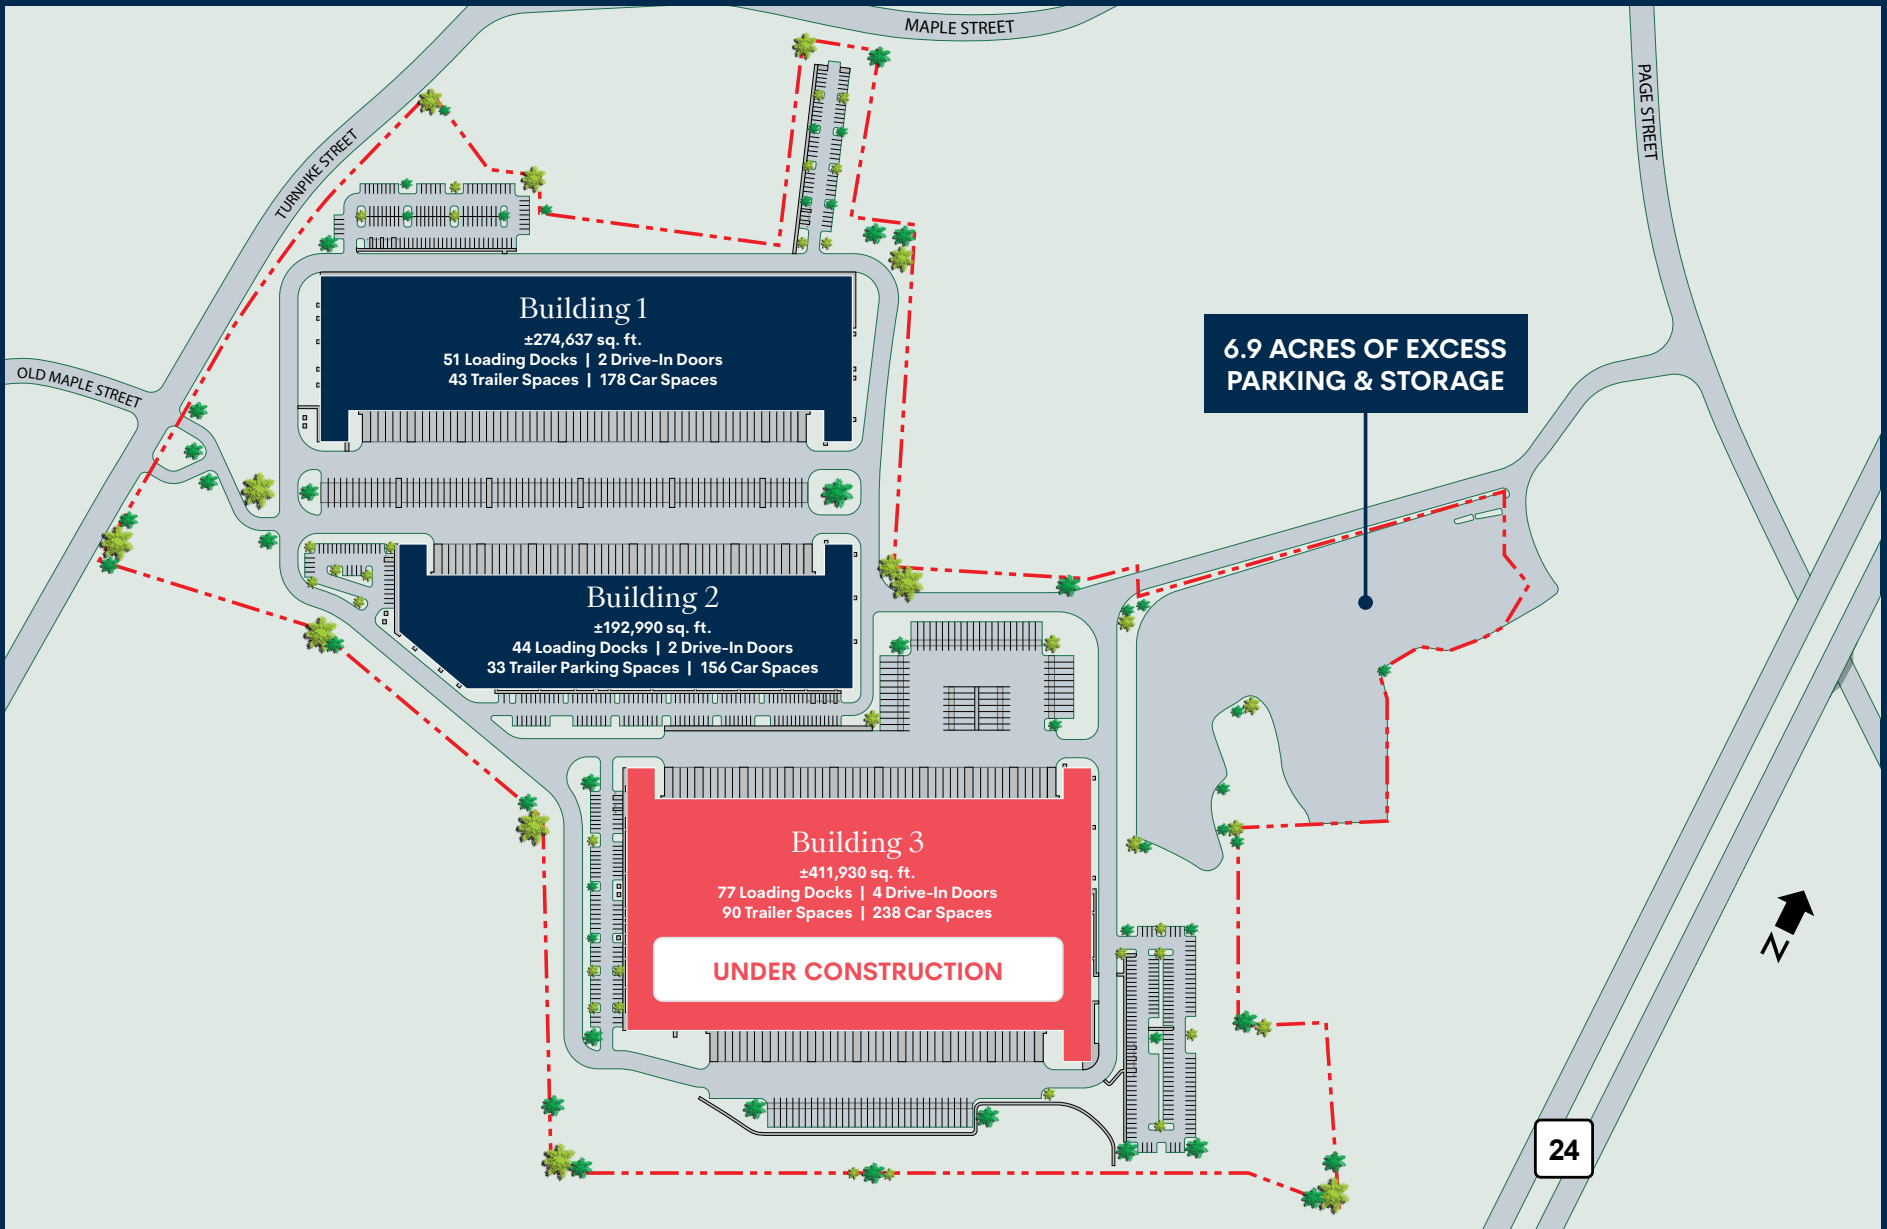 MAPLE STREET
PAGE STREET
TURNPIKE STREET
OLD MAPLE STREET
Building 1
±274,637 sq. ft.
51 Loading Docks | 2 Drive-In Doors
43 Trailer Spaces | 178 Car Spaces
6.9 ACRES OF EXCESS
PARKING & STORAGE
Building 2
±192,990 sq. ft.
44 Loading Docks | 2 Drive-In Doors
33 Trailer Parking Spaces | 156 Car Spaces
Building 3
±411,930 sq. ft.
77 Loading Docks | 4 Drive-In Doors
90 Trailer Spaces | 238 Car Spaces
UNDER CONSTRUCTION
N
24